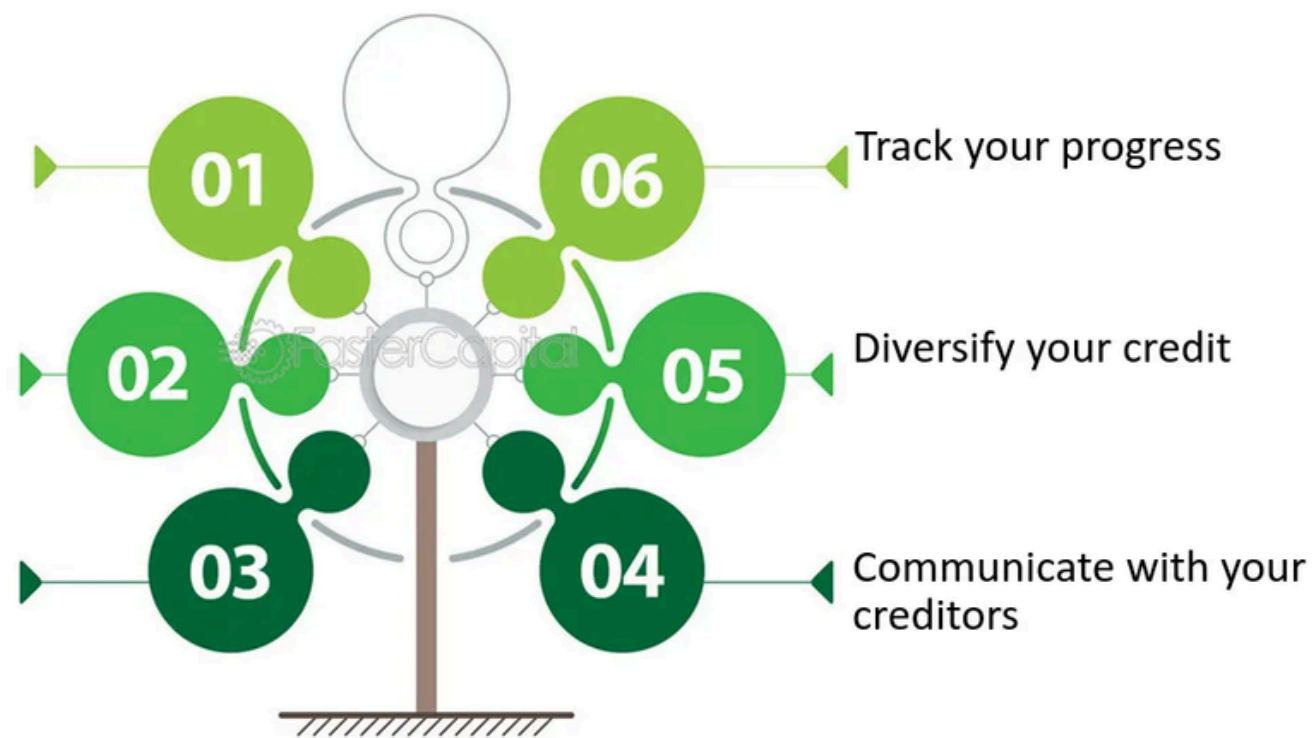 01
06
Track your progress
FasterCapital
02
05
Diversify your credit
03
04
Communicate with your
creditors